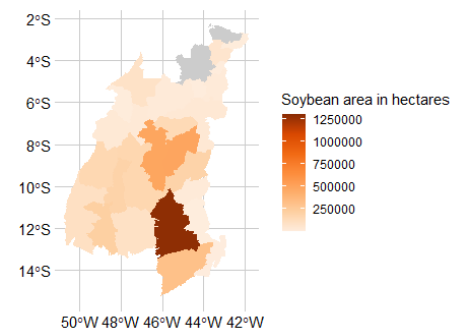 2°S
4°S
6°S
8°S
10°S
12°S
14°S
50°W 48°W 46°W 44°W 42°W
Soybean area in hectares
1250000
1000000
750000
500000
250000